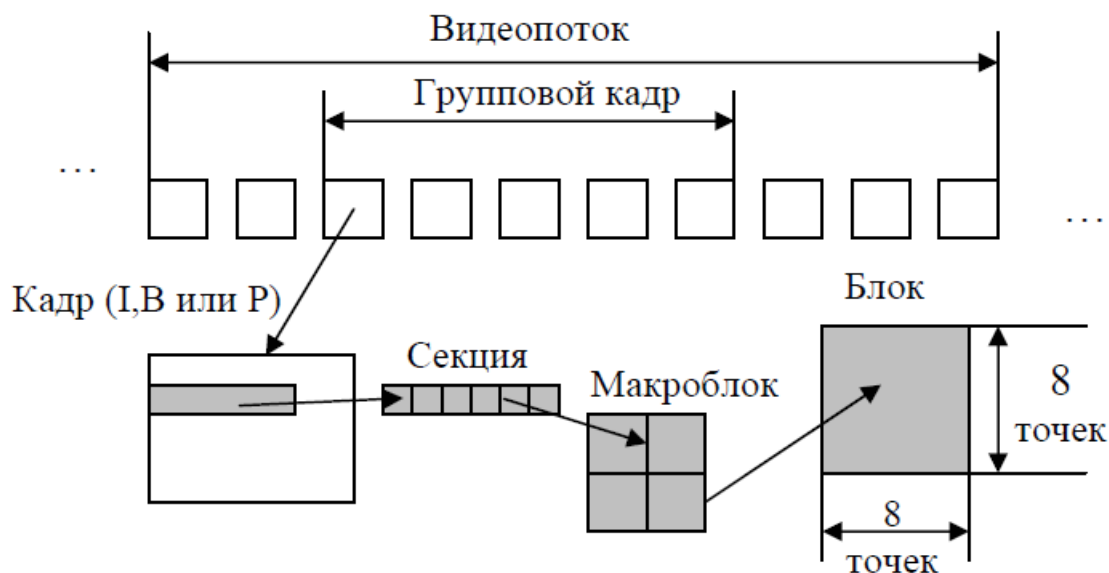 Видеопоток
Групповой кадр
…
…
Кадр (I,B или P)
Блок
Секция
Макроблок
8
точек
8
точек